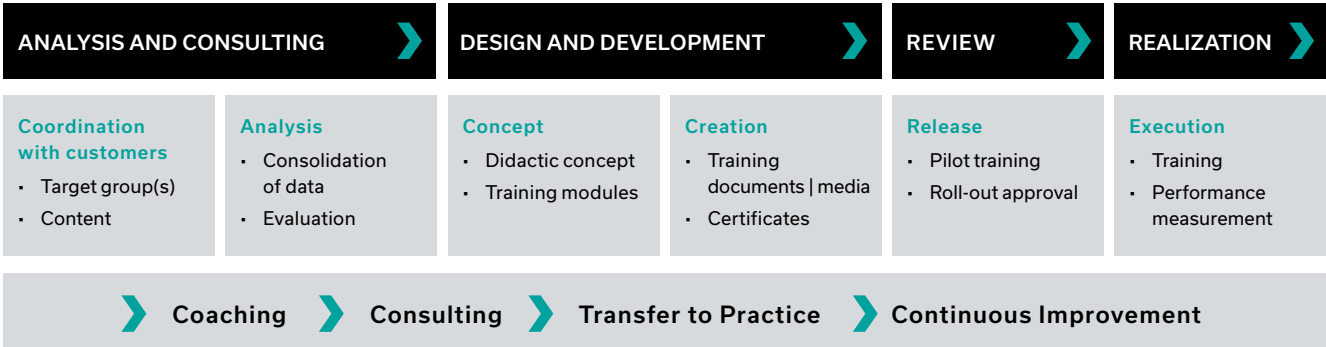 ANALYSIS AND CONSULTING
DESIGN AND DEVELOPMENT
REVIEW
REALIZATION
Coordination
with customers
· Target group(s)
· Content
Analysis
· Consolidation
of data
· Evaluation
Concept
· Didactic concept
· Training modules
Creation
· Training
documents | media
· Certificates
Release
· Pilot training
· Roll-out approval
Execution
· Training
· Performance
measurement
Coaching
Consulting
Transfer to Practice
Continuous Improvement